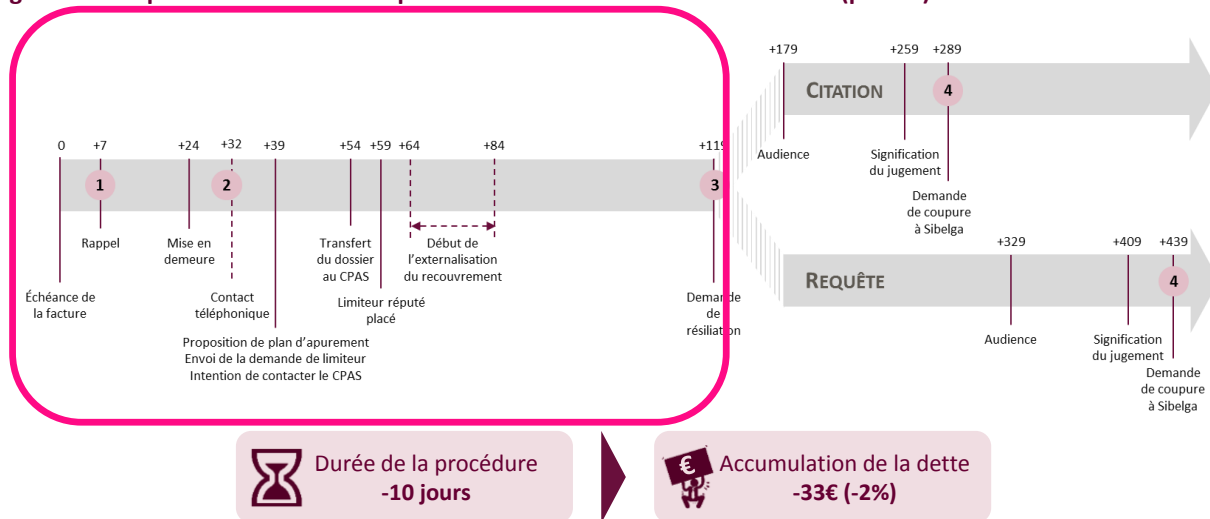 +179
+259
+289
CITATION
4
Audience
Signification
du jugement
Demande
de coupure
à Sibelga
0
+7
+24
+32
+39
+54
+59
+64
+84
+119
1
2
3
Rappel
Mise en
demeure
Transfert
du dossier
au CPAS
Début de
l'externalisation
du recouvrement
Échéance de
la facture
Contact
téléphonique
Limiteur réputé
placé
Demande
de
résiliation
Proposition de plan d'apurement
Envoi de la demande de limiteur
Intention de contacter le CPAS
+329
+409
+439
REQUÊTE
4
Audience
Signification
du jugement
Demande
de coupure
à Sibelga
Durée de la procédure
-10 jours
€
Accumulation de la dette
-33€ (-2%)